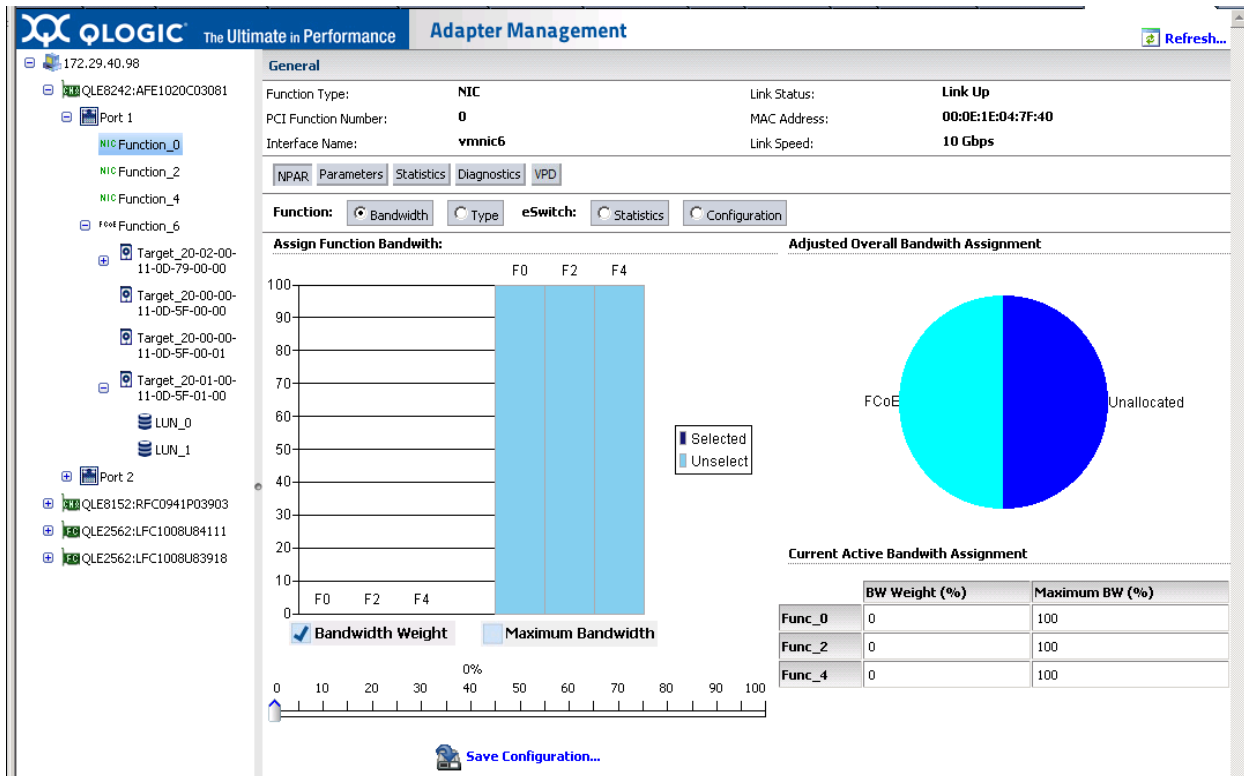 QLOGIC The Ultimate in Performance Adapter Management
Refresh...
172.29.40.98
QLE8242:AFE1020C03081
Port 1
NIC Function_0
NIC Function_2
NIC Function_4
FCoE Function_6
Target_20-02-00-
11-0D-79-00-00
Target_20-00-00-
11-0D-5F-00-00
Target_20-00-00-
11-0D-5F-00-01
Target_20-01-00-
11-0D-5F-01-00
LUN_0
LUN_1
Port 2
QLE8152:RFC0941P03903
QLE2562:LFC1008U84111
QLE2562:LFC1008U83918
General
Function Type: NIC Link Status: Link Up
PCI Function Number: 0 MAC Address: 00:0E:1E:04:7F:40
Interface Name: vmnic6 Link Speed: 10 Gbps
NPAR Parameters Statistics Diagnostics VPD
Function: Bandwidth Type eSwitch: Statistics Configuration
Assign Function Bandwidth:
F0 F2 F4
100
90
80
70
60
50
40
30
20
10
0
F0 F2 F4
Selected
Unselect
Bandwidth Weight Maximum Bandwidth
0%
0 10 20 30 40 50 60 70 80 90 100
Save Configuration...
Adjusted Overall Bandwith Assignment
FCoE Unallocated
Current Active Bandwith Assignment
BW Weight (%) Maximum BW (%)
Func_0 0 100
Func_2 0 100
Func_4 0 100